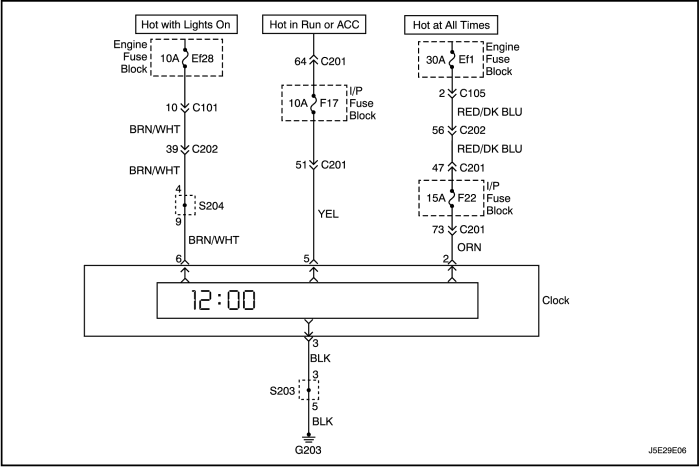 Hot with Lights On
Hot in Run or ACC
Hot at All Times
Engine
Fuse
Block
10A Ef28
64 C201
30A Ef1
Engine
Fuse
Block
10A F17
I/P
Fuse
Block
2 C105
10 C101
RED/DK BLU
BRN/WHT
56 C202
39 C202
RED/DK BLU
BRN/WHT
51 C201
47 C201
4
S204
9
15A F22
I/P
Fuse
Block
YEL
73 C201
BRN/WHT
ORN
6
5
2
12:00
Clock
3
BLK
3
S203
5
BLK
G203
J5E29E06